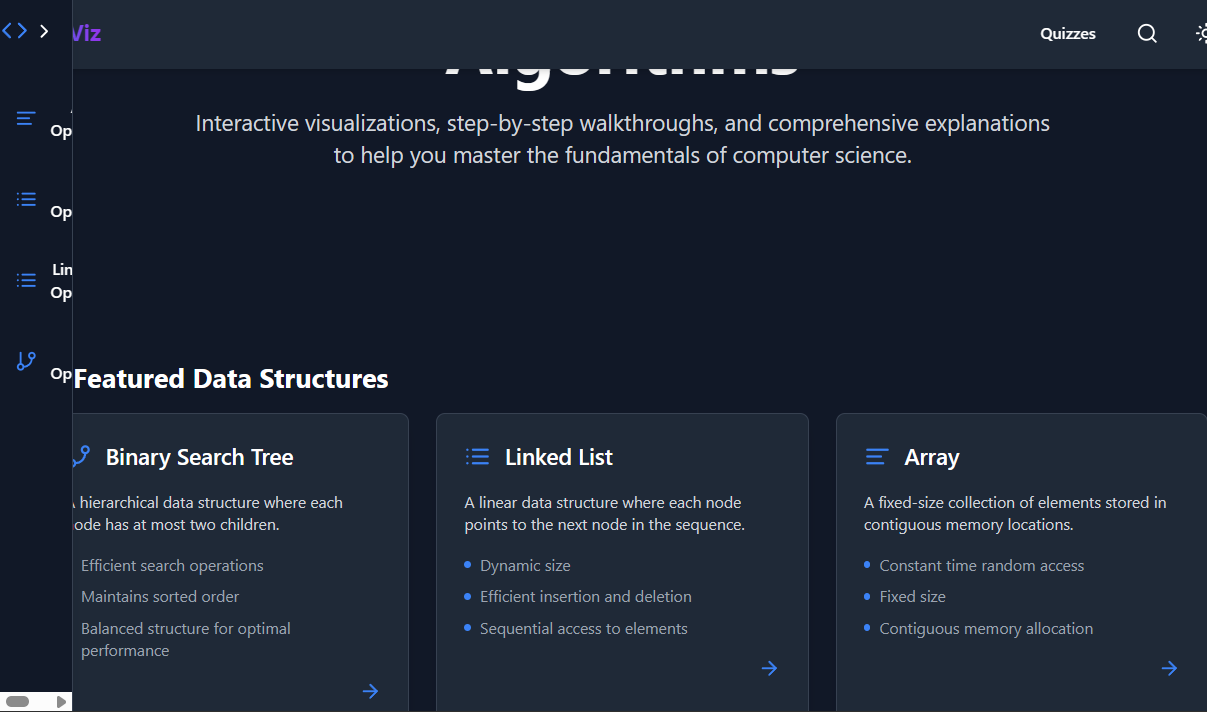 Viz
Quizzes
Algorithms
Interactive visualizations, step-by-step walkthroughs, and comprehensive explanations
to help you master the fundamentals of computer science.
Op
Op
Lin
Op
Op
Featured Data Structures
Binary Search Tree
A hierarchical data structure where each
ode has at most two children.
Efficient search operations
Maintains sorted order
Balanced structure for optimal
performance
Linked List
A linear data structure where each node
points to the next node in the sequence.
Dynamic size
Efficient insertion and deletion
Sequential access to elements
Array
A fixed-size collection of elements stored in
contiguous memory locations.
Constant time random access
Fixed size
Contiguous memory allocation